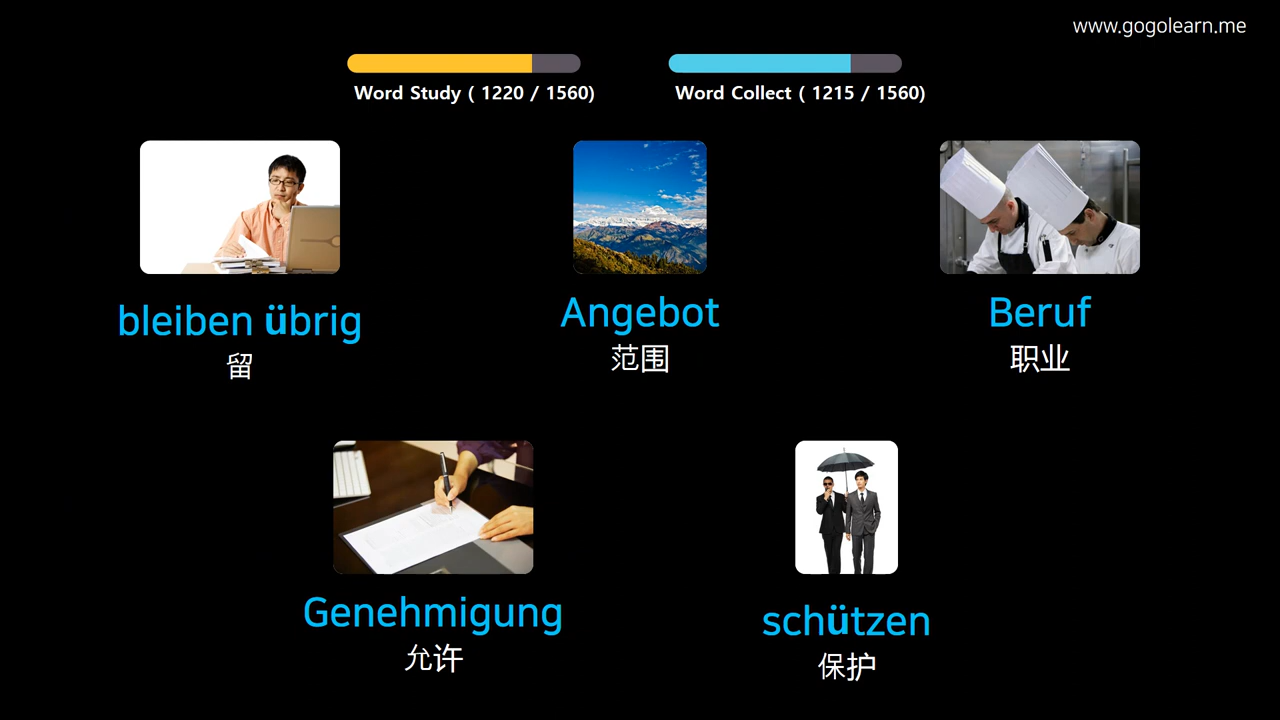 www.gogolearn.me
Word Study ( 1220 / 1560)
Word Collect ( 1215 / 1560)
bleiben übrig
留
Angebot
范围
Beruf
职业
Genehmigung
允许
schützen
保护